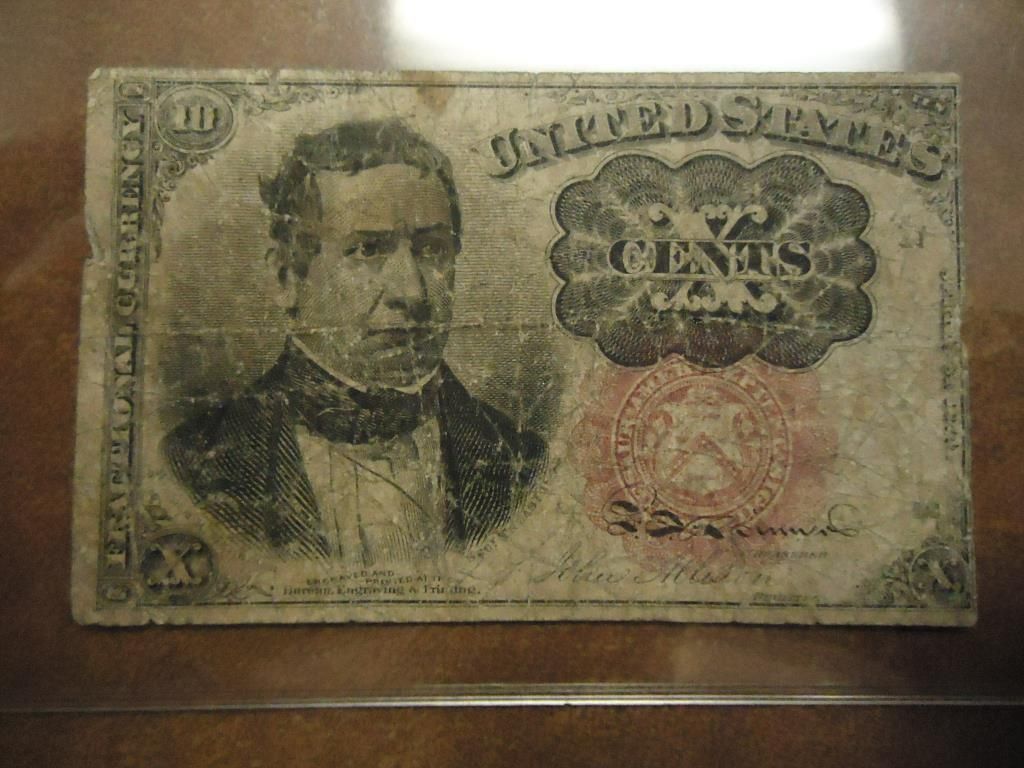 FRACTIONAL CURRENCY
10
UNITED STATES
X
CENTS
X
ENGRAVED AND
PRINTED AT THE
Bureau, Engraving & Printing.